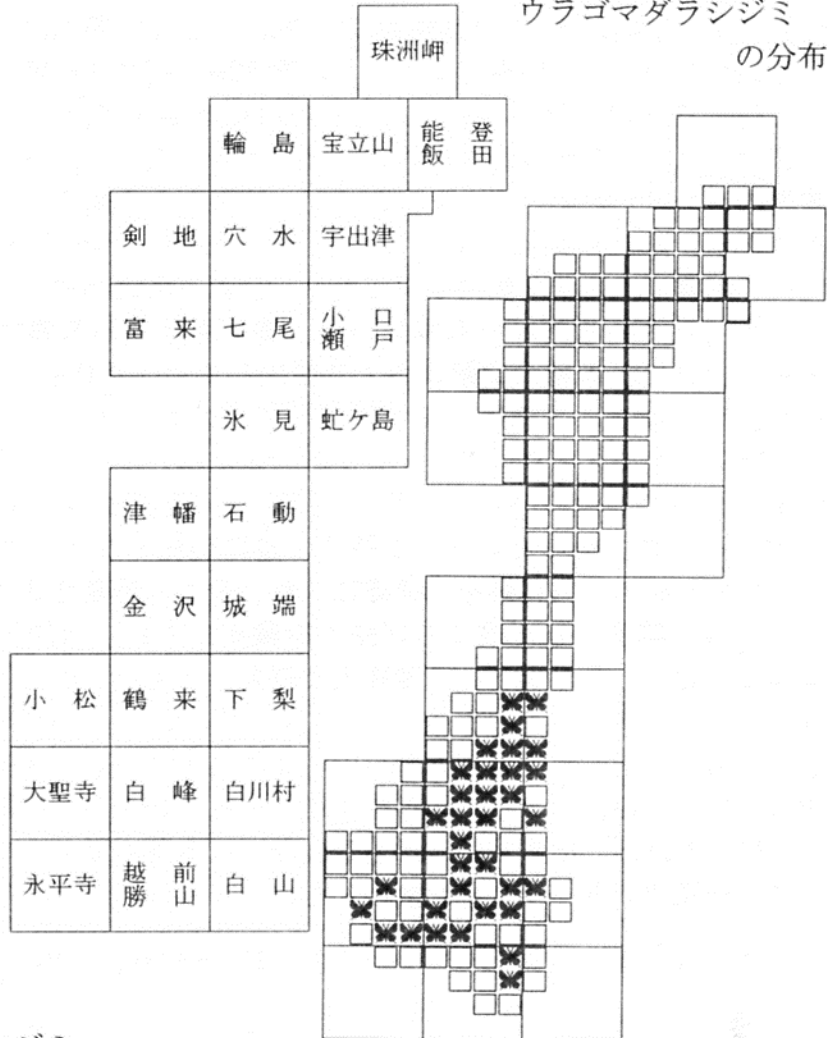 ウラゴマダラシジミ
の分布
珠洲岬
輪島 宝立山 能登飯田
剣地 穴水 宇出津
富来 七尾 小口瀬戸
氷見 虻ケ島
津幡 石動
金沢 城端
小松 鶴来 下梨
大聖寺 白峰 白川村
永平寺 越前勝山 白山